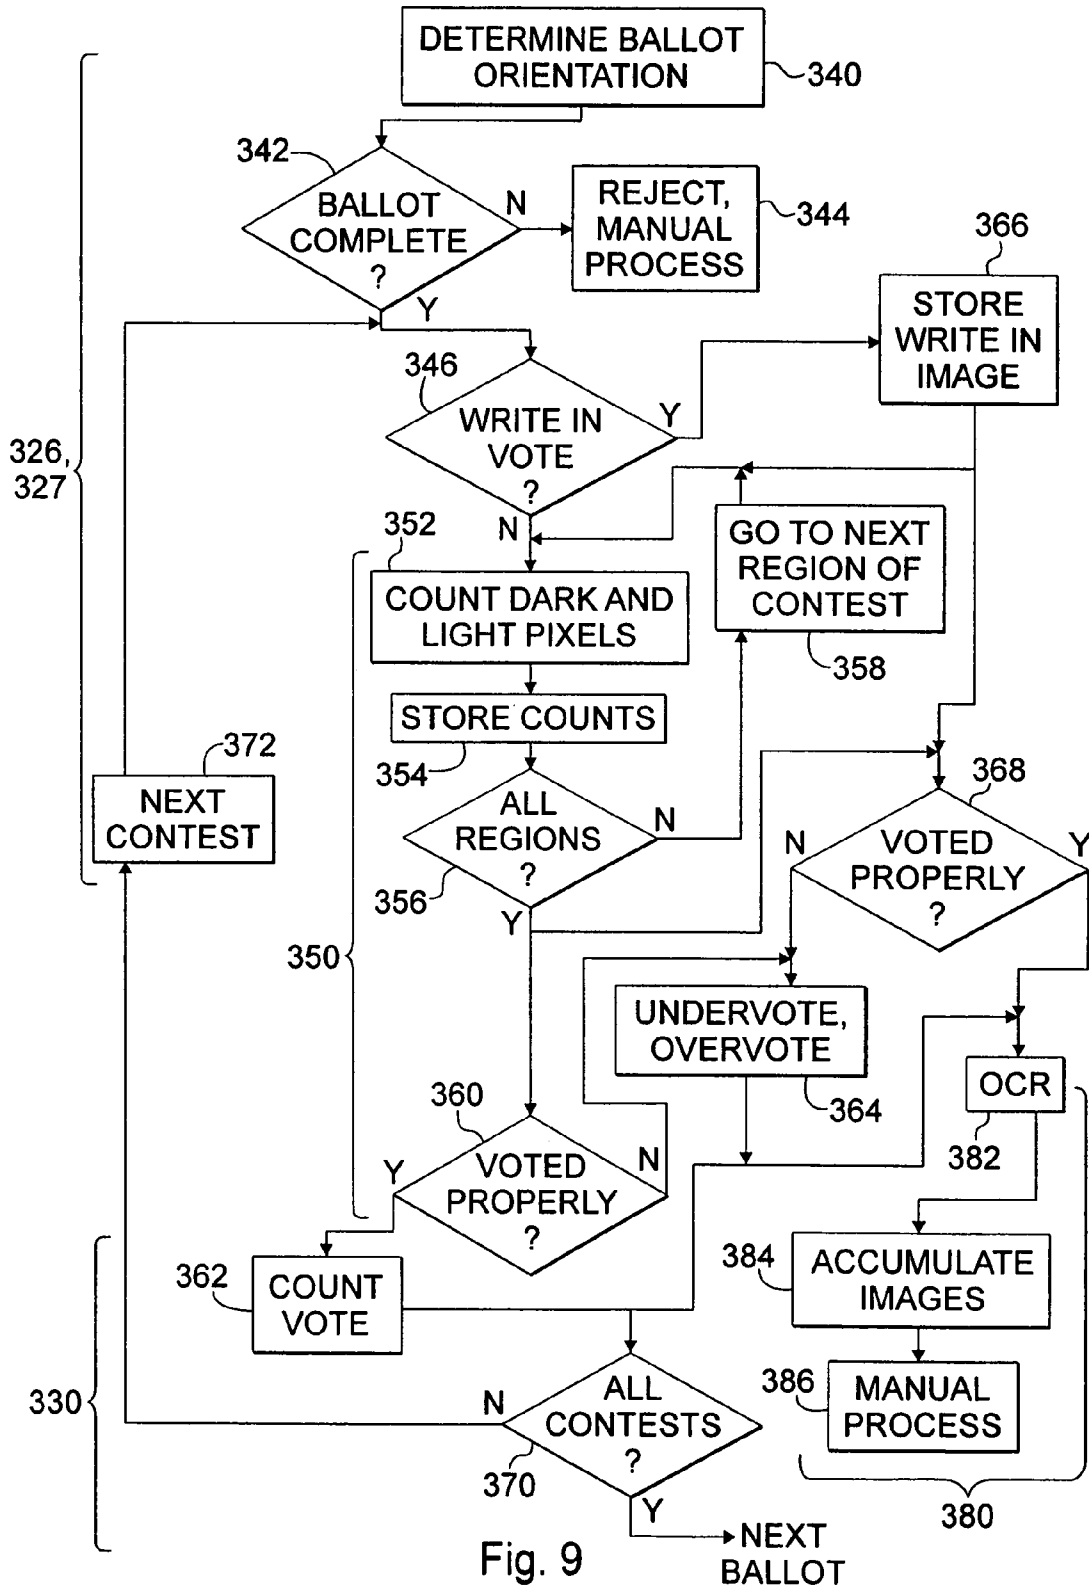 DETERMINE BALLOT
ORIENTATION
340
342
BALLOT
COMPLETE
?
N
Y
REJECT,
MANUAL
PROCESS
344
366
STORE
WRITE IN
IMAGE
346
WRITE IN
VOTE
?
Y
N
326,
327
352
COUNT DARK AND
LIGHT PIXELS
GO TO NEXT
REGION OF
CONTEST
358
STORE COUNTS
354
372
NEXT
CONTEST
ALL
REGIONS
?
N
356
Y
368
N
VOTED
PROPERLY
?
Y
350
UNDERVOTE,
OVERVOTE
364
OCR
382
360
Y
VOTED
PROPERLY
?
N
362
COUNT
VOTE
384
ACCUMULATE
IMAGES
386
MANUAL
PROCESS
380
330
N
ALL
CONTESTS
?
370
Y
NEXT
BALLOT
Fig. 9